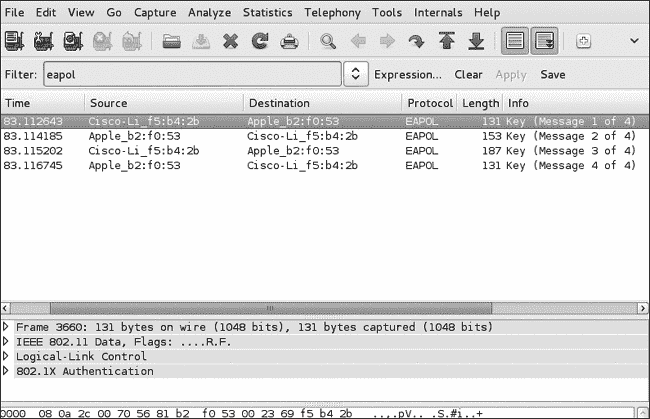 File Edit View Go Capture Analyze Statistics Telephony Tools Internals Help
Filter: eapol Expression... Clear Apply Save
Time Source Destination Protocol Length Info
83.112643 Cisco-Li_f5:b4:2b Apple_b2:f0:53 EAPOL 131 Key (Message 1 of 4)
83.114185 Apple_b2:f0:53 Cisco-Li_f5:b4:2b EAPOL 153 Key (Message 2 of 4)
83.115202 Cisco-Li_f5:b4:2b Apple_b2:f0:53 EAPOL 187 Key (Message 3 of 4)
83.116745 Apple_b2:f0:53 Cisco-Li_f5:b4:2b EAPOL 131 Key (Message 4 of 4)
Frame 3660: 131 bytes on wire (1048 bits), 131 bytes captured (1048 bits)
IEEE 802.11 Data, Flags: ....R.F.
Logical-Link Control
802.1X Authentication
0000 08 0a 2c 00 70 56 81 b2 f0 53 00 23 69 f5 b4 2b ..,.pV.. .S.#i..+